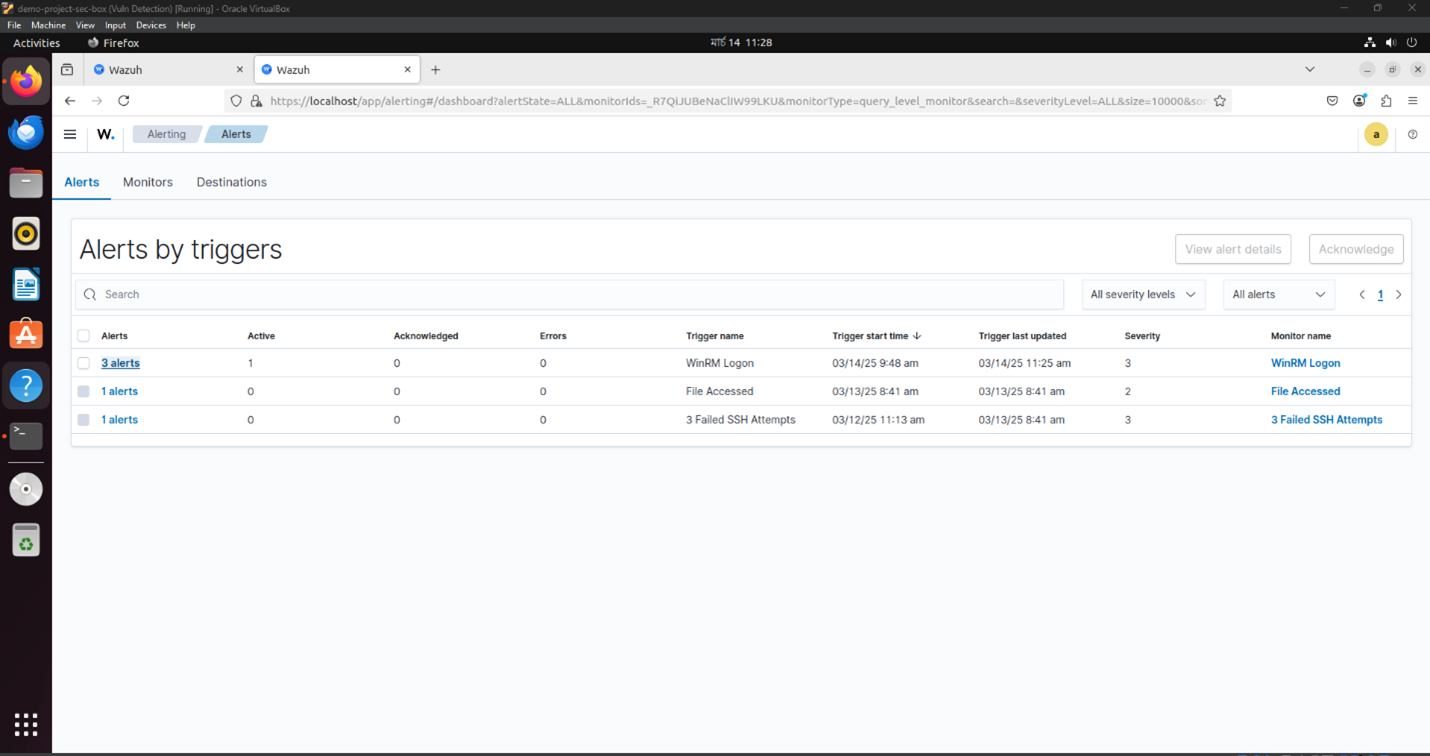 demo-project-sec-box (Vuln Detection) [Running] - Oracle VirtualBox
File Machine View Input Devices Help
Activities Firefox মার্চ 14 11:28
Wazuh Wazuh
https://localhost/app/alerting#/dashboard?alertState=ALL&monitorIds=_R7QiJUBeNaCliW99LKU&monitorType=query_level_monitor&search=&severityLevel=ALL&size=10000&so
W. Alerting Alerts a
Alerts Monitors Destinations
Alerts by triggers View alert details Acknowledge
Search All severity levels All alerts 1
Alerts Active Acknowledged Errors Trigger name Trigger start time Trigger last updated Severity Monitor name
3 alerts 1 0 0 WinRM Logon 03/14/25 9:48 am 03/14/25 11:25 am 3 WinRM Logon
1 alerts 0 0 0 File Accessed 03/13/25 8:41 am 03/13/25 8:41 am 2 File Accessed
1 alerts 0 0 0 3 Failed SSH Attempts 03/12/25 11:13 am 03/13/25 8:41 am 3 3 Failed SSH Attempts